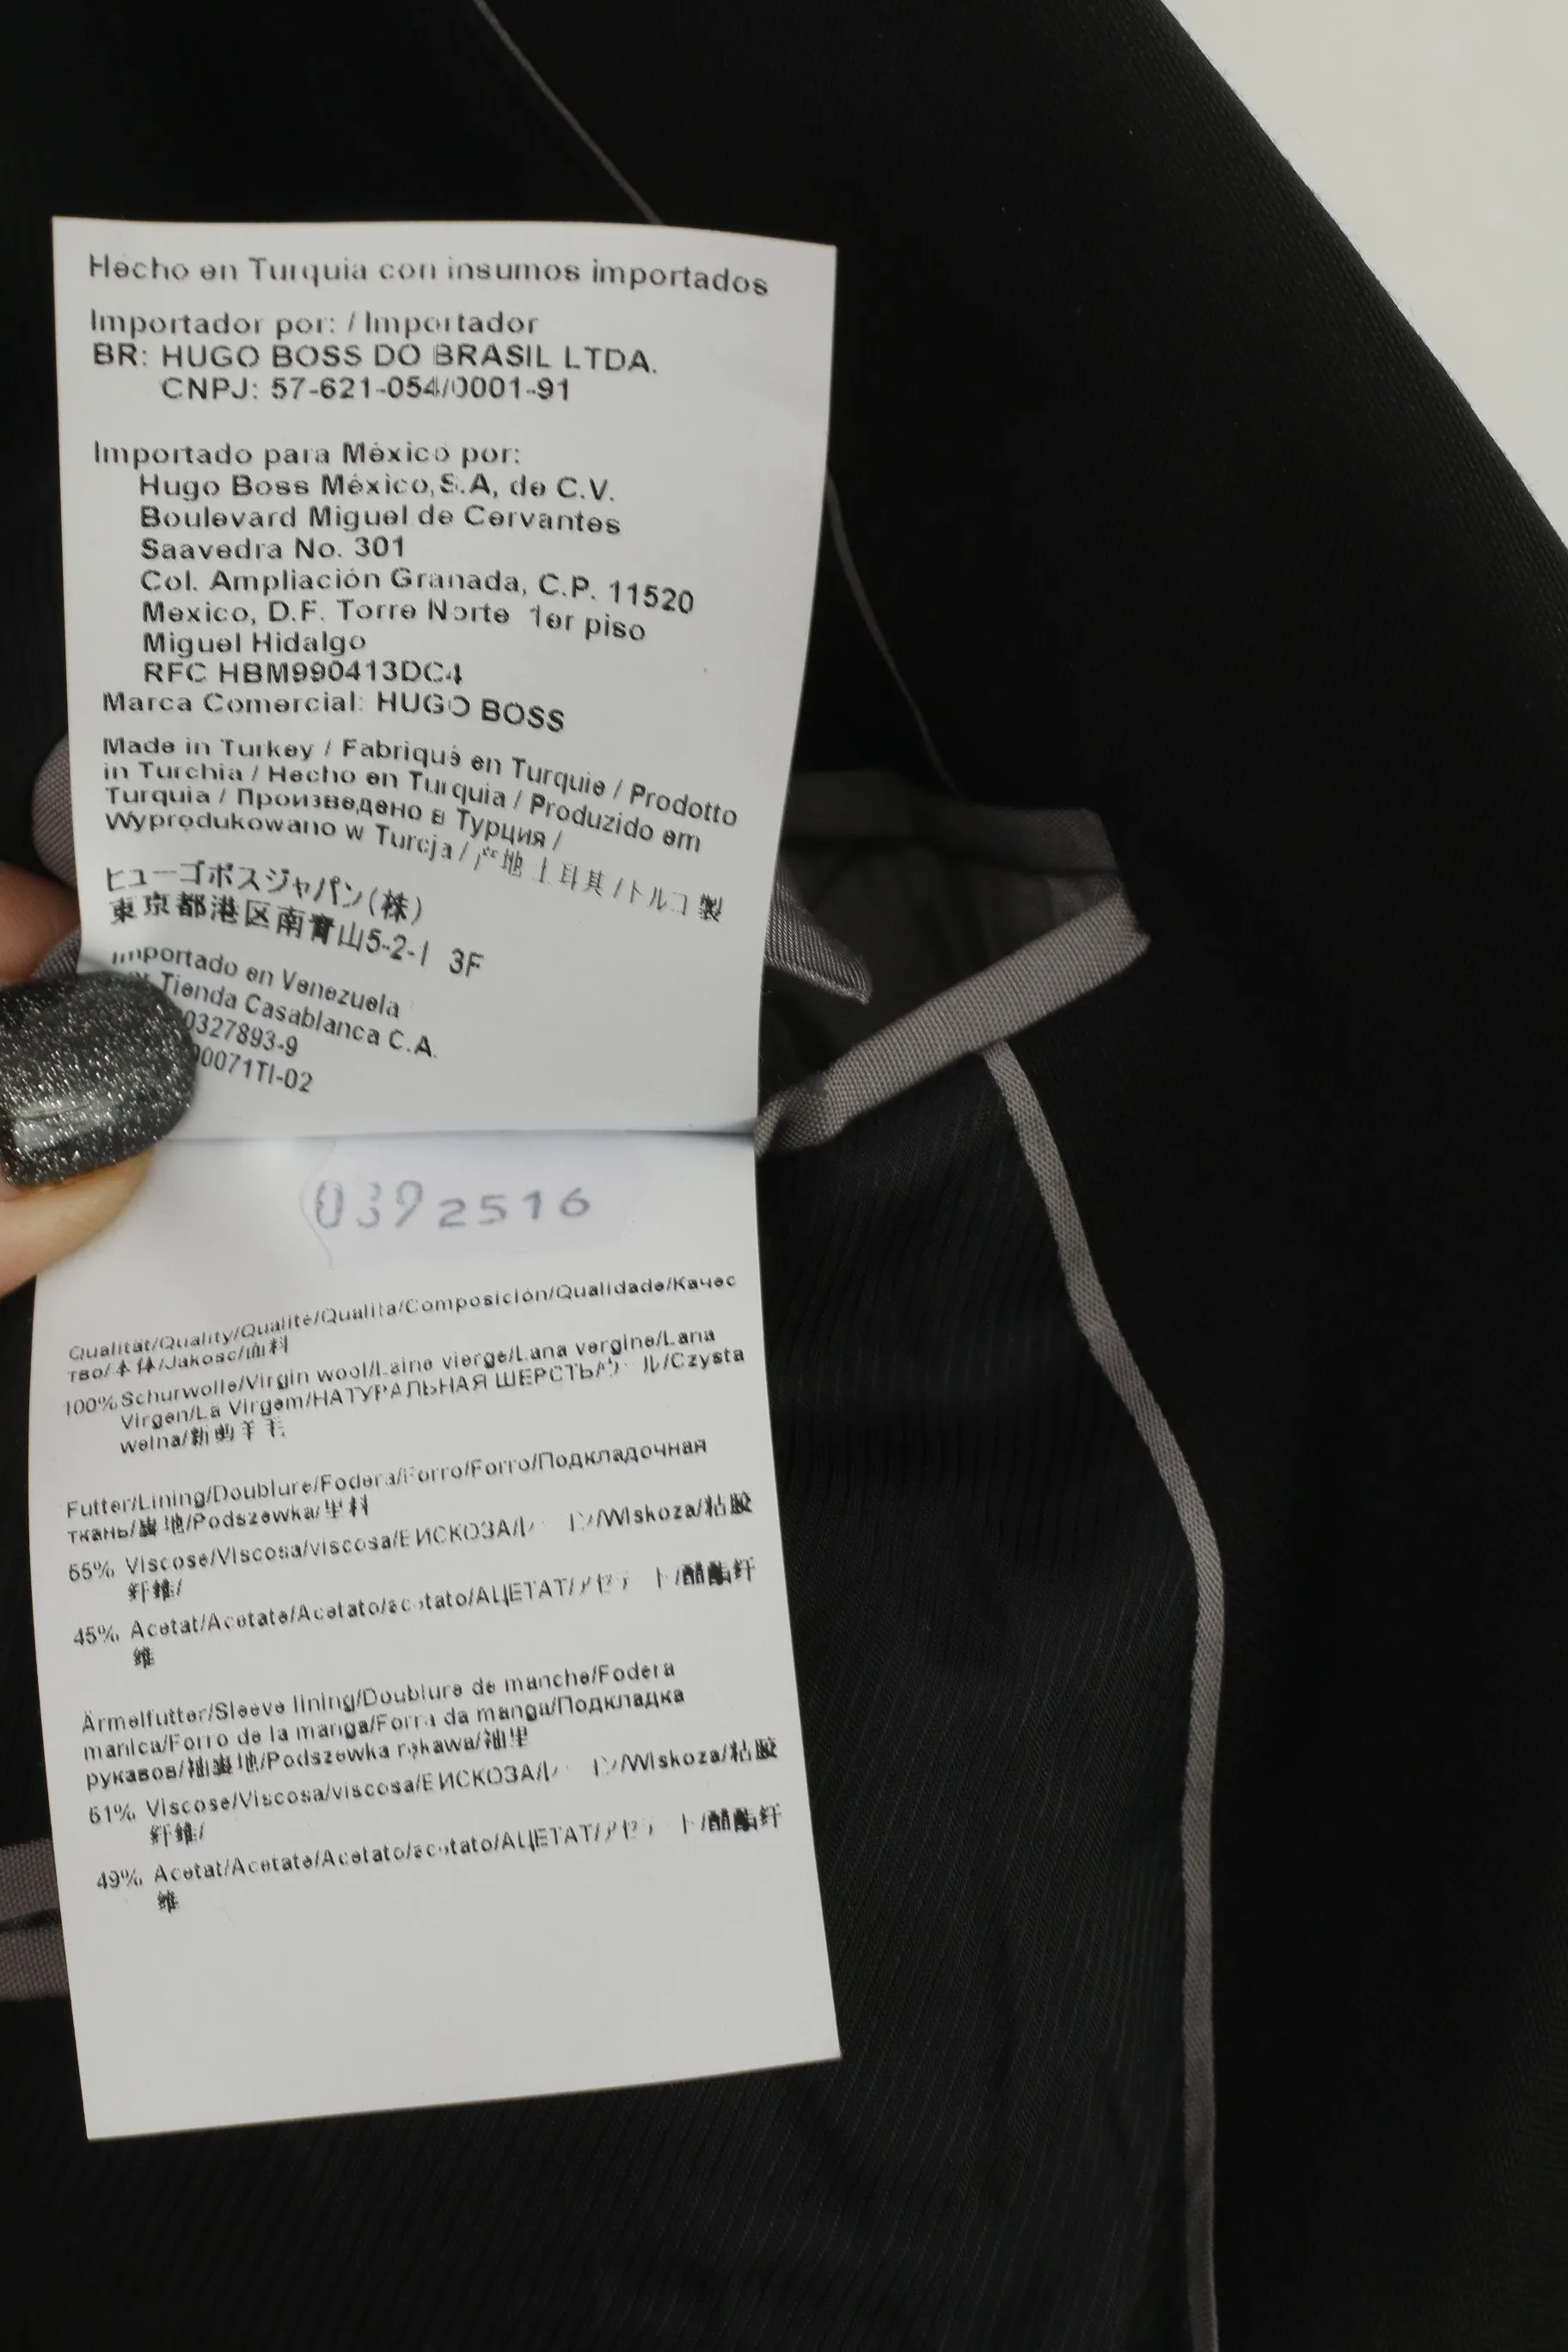 Hecho en Turquia con insumos importados
Importador por: / Importador
BR: HUGO BOSS DO BRASIL LTDA.
CNPJ: 57-621-054/0001-91
Importado para México por:
Hugo Boss México,S.A, de C.V.
Boulevard Miguel de Cervantes
Saavedra No. 301
Col. Ampliación Granada, C.P. 11520
Mexico, D.F. Torre Norte 1er piso
Miguel Hidalgo
RFC HBM990413DC4
Marca Comercial: HUGO BOSS
Made in Turkey / Fabriqué en Turquie / Prodotto
in Turchia / Hecho en Turquia / Produzido em
Turquia / Произведено в Турция /
Wyprodukowano w Turcja / 产地 土耳其 / トルコ 製
ヒューゴボスジャパン(株)
東京都港区南青山5-2-1 3F
Importado en Venezuela
Tienda Casablanca C.A.
0327893-9
00071TI-02
0392516
Qualität/Quality/Qualité/Qualita/Composición/Qualidade/Качес
тво/本体/Jakosc/面料
100% Schurwolle/Virgin wool/Laine vierge/Lana vergine/Lana
Virgen/La Virgem/НАТУРАЛЬНАЯ ШЕРСТЬ/ウール/Czysta
welna/新剪羊毛
Futter/Lining/Doublure/Fodera/Forro/Forro/Подкладочная
ткань/裏地/Podszewka/里料
55% Viscose/Viscosa/viscosa/ВИСКОЗА/レーヨン/Wiskoza/粘胶
纤维/
45% Acetat/Acetate/Acetato/acetato/АЦЕТАТ/アセテート/醋酯纤
维
Ärmelfutter/Sleeve lining/Doublure de manche/Fodera
manica/Forro de la manga/Forra da manga/Подкладка
рукавов/袖裏地/Podszewka rękawa/袖里
51% Viscose/Viscosa/viscosa/ВИСКОЗА/レーヨン/Wiskoza/粘胶
纤维/
49% Acetat/Acetate/Acetato/acetato/АЦЕТАТ/アセテート/醋酯纤
维